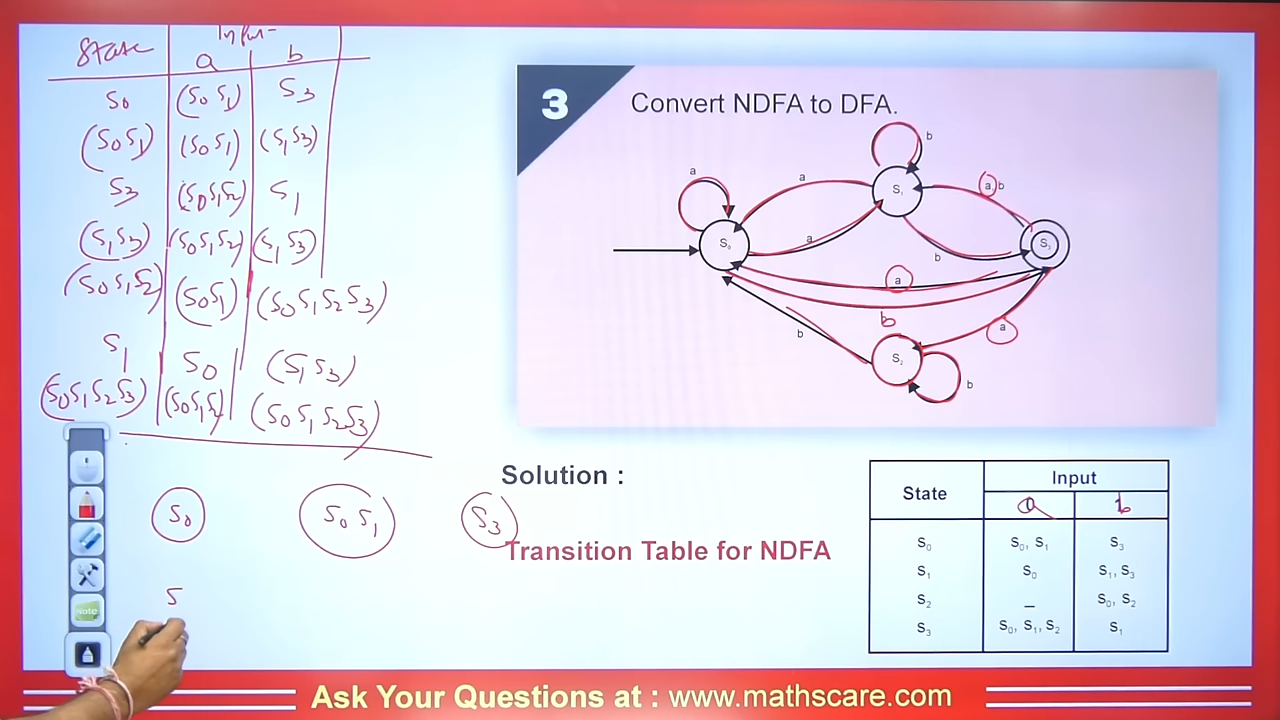 Input
State a b
S0 (S0 S1) S3
(S0 S1) (S0 S1) (S1 S3)
S3 (S0 S1 S2) S1
(S1 S3) (S0 S1 S2) (S1 S3)
(S0 S1 S2) (S0 S1) (S0 S1 S2 S3)
S1 S0 (S1 S3)
(S0 S1 S2 S3) (S0 S1 S2) (S0 S1 S2 S3)
S0 S0 S1 S3
S
Note
3 Convert NDFA to DFA.
b
a
a
a, b
S1
S0
a
b
S3
a
b
b
a
S2
b
Solution :
Transition Table for NDFA
State Input
a b
S0 S0, S1 S3
S1 S0 S1, S3
S2 – S0, S2
S3 S0, S1, S2 S1
Ask Your Questions at : www.mathscare.com